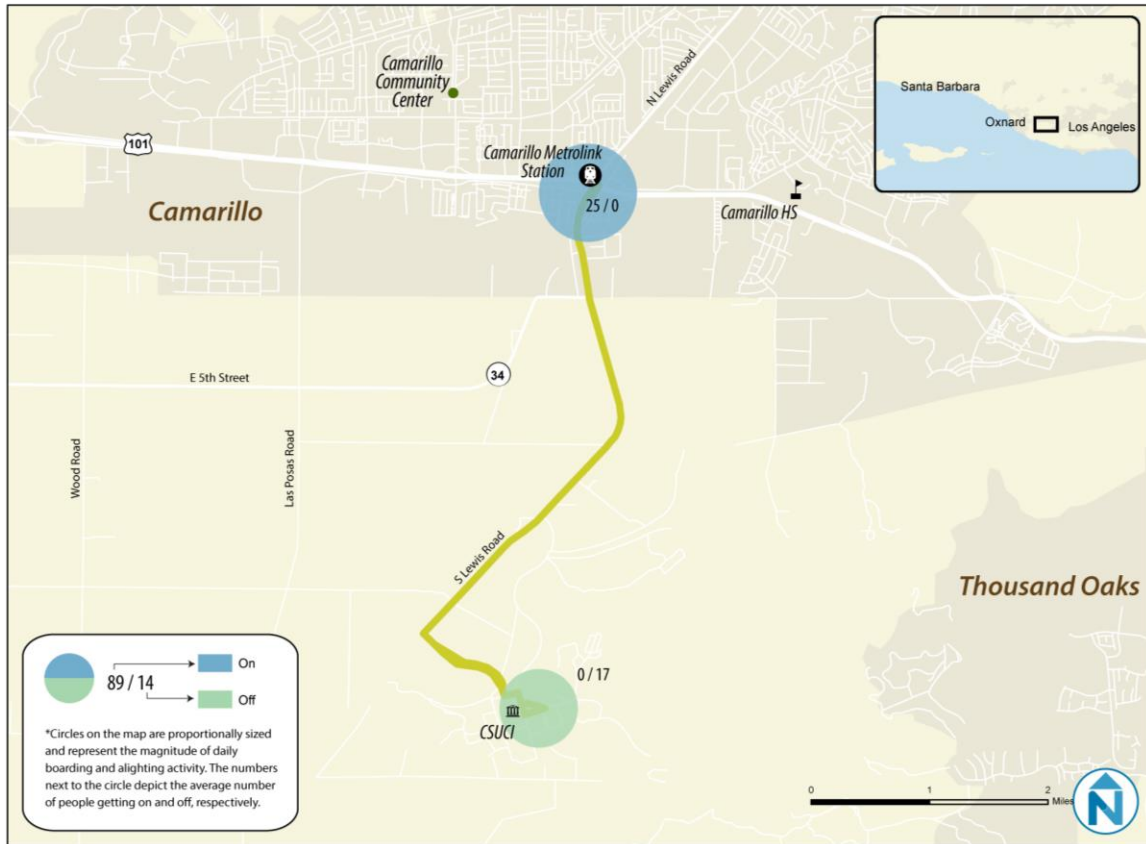 Camarillo
Community
Center
N Lewis Road
Santa Barbara
Oxnard
Los Angeles
101
Camarillo Metrolink
Station
25 / 0
Camarillo HS
Camarillo
E 5th Street
34
Wood Road
Las Posas Road
S Lewis Road
Thousand Oaks
0 / 17
CSUCI
89 / 14
On
Off
*Circles on the map are proportionally sized
and represent the magnitude of daily
boarding and alighting activity. The numbers
next to the circle depict the average number
of people getting on and off, respectively.
0 1 2
Miles
N